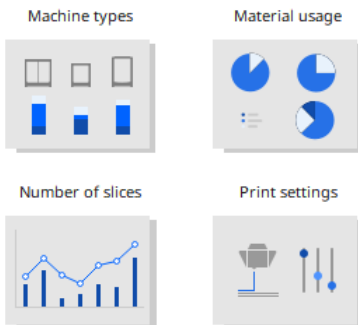 Machine types
Material usage
Number of slices
Print settings